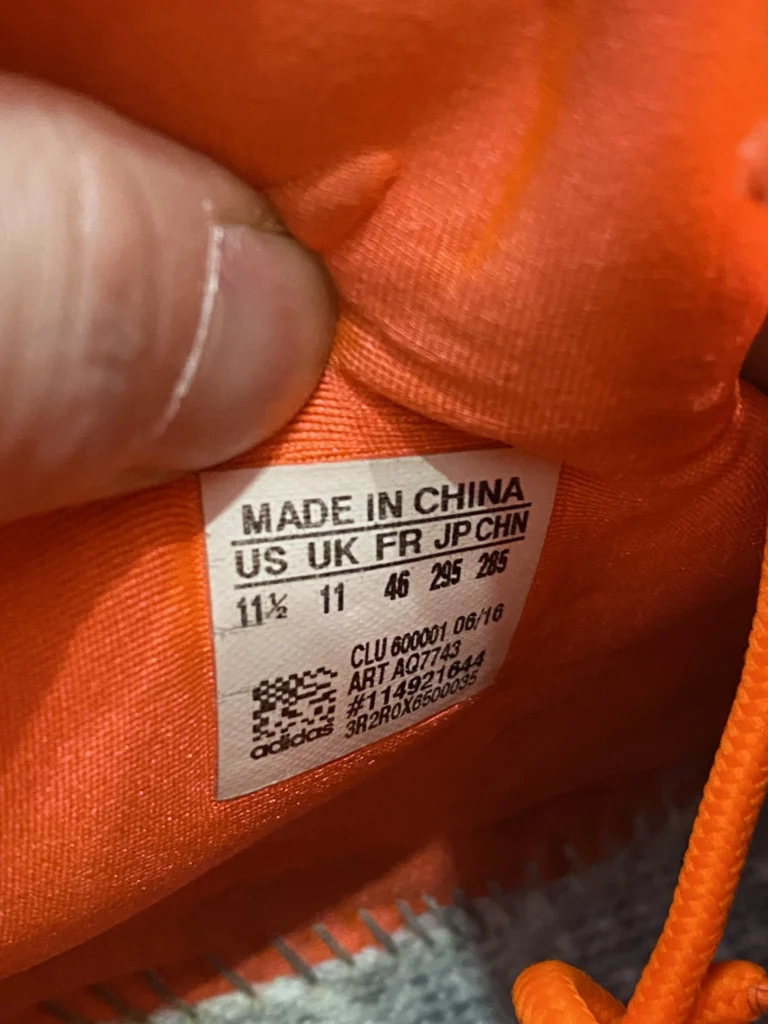 MADE IN CHINA
US UK FR JP CHN
11½ 11 46 295 285
CLU 600001 06/16
ART AQ7743
#114921644
3R2R0X6500035
adidas